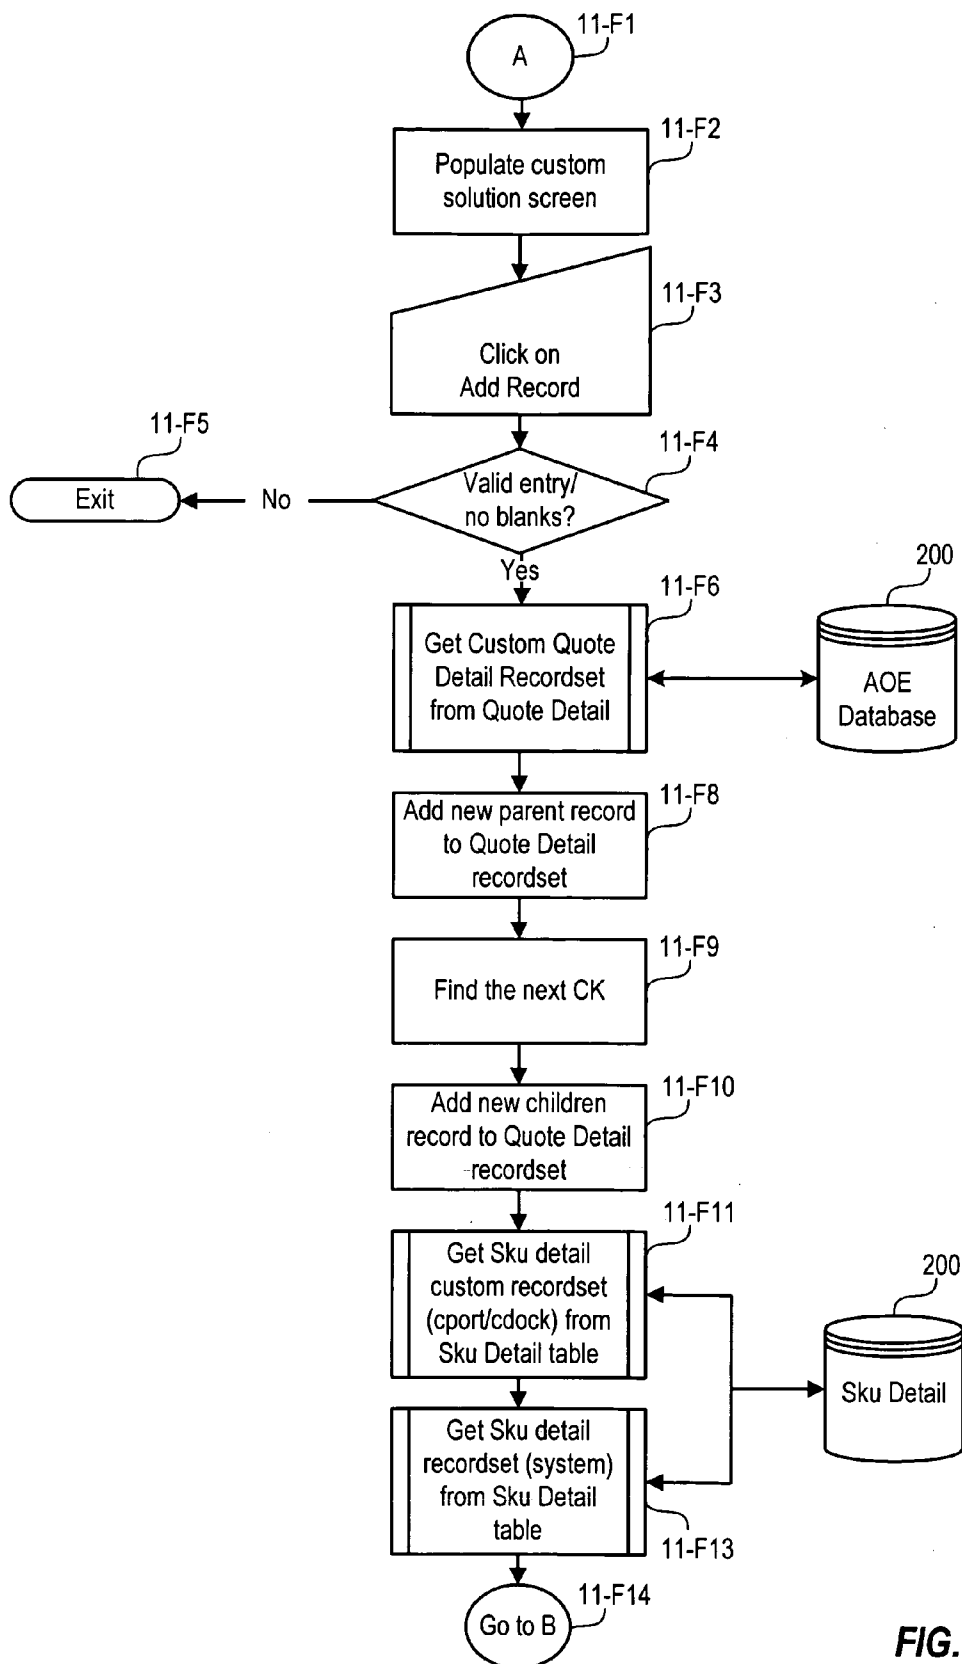 11-F1
A
11-F2
Populate custom
solution screen
11-F3
Click on
Add Record
11-F5
11-F4
Exit
No
Valid entry/
no blanks?
Yes
200
11-F6
Get Custom Quote
Detail Recordset
from Quote Detail
AOE
Database
11-F8
Add new parent record
to Quote Detail
recordset
11-F9
Find the next CK
11-F10
Add new children
record to Quote Detail
recordset
11-F11
Get Sku detail
custom recordset
(cport/cdock) from
Sku Detail table
200
Sku Detail
Get Sku detail
recordset (system)
from Sku Detail
table
11-F13
11-F14
Go to B
FIG.